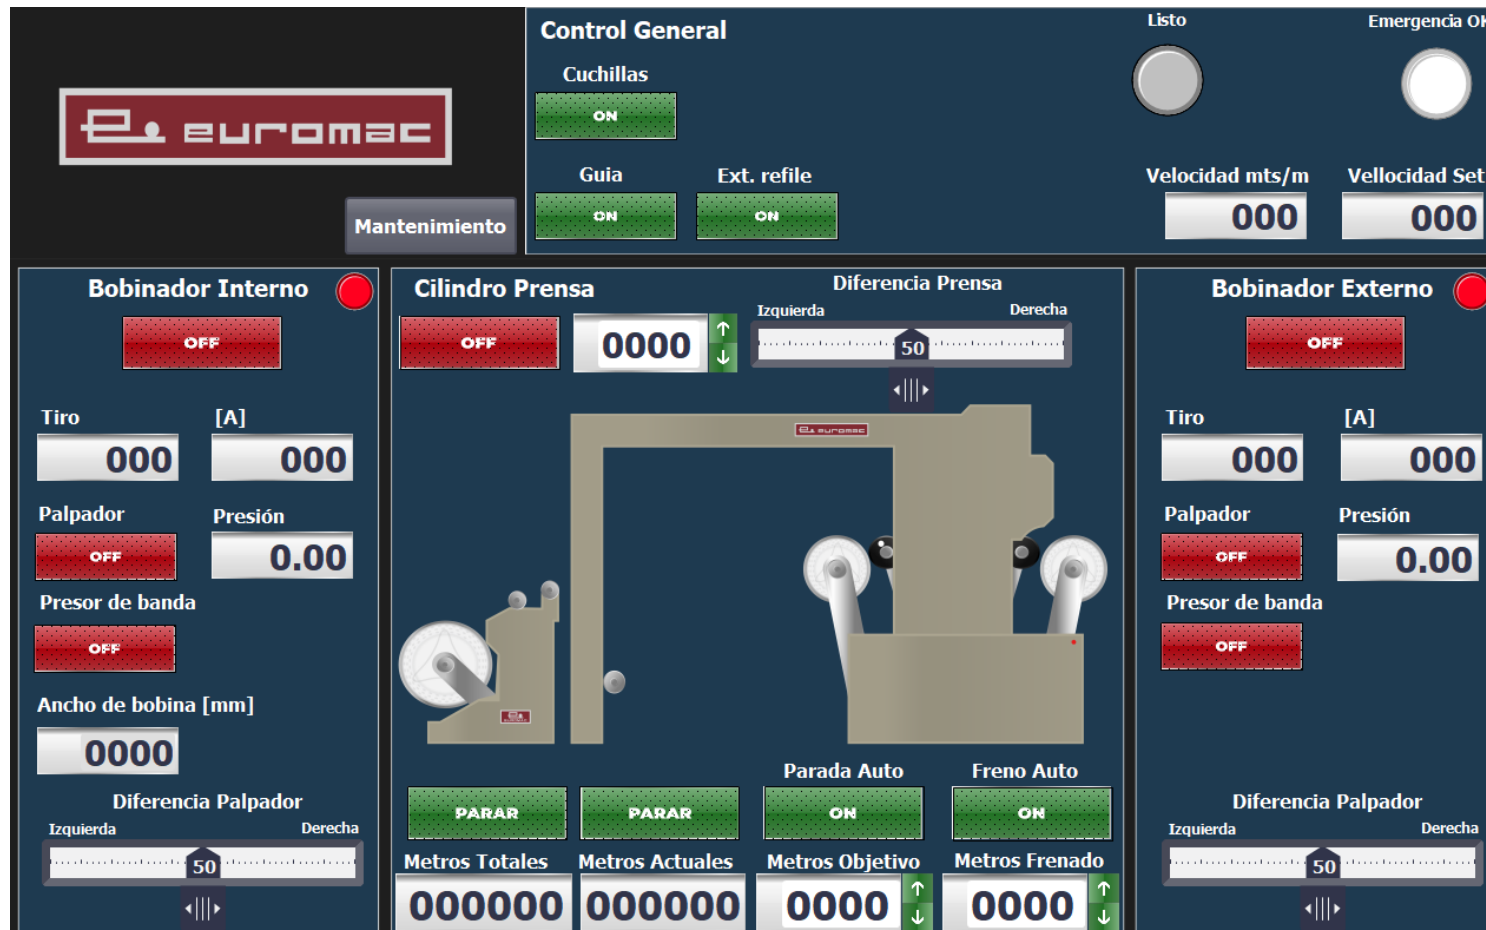 euromac
Mantenimiento
Control General
Cuchillas
ON
Guia
ON
Ext. refile
ON
Listo
Emergencia OK
Velocidad mts/m
000
Vellocidad Set
000
Bobinador Interno
OFF
Tiro
[A]
000
000
Palpador
Presión
OFF
0.00
Presor de banda
OFF
Ancho de bobina [mm]
0000
Diferencia Palpador
Izquierda
Derecha
50
Cilindro Prensa
OFF
0000
Diferencia Prensa
Izquierda
Derecha
50
euromac
Parada Auto
Freno Auto
PARAR
PARAR
ON
ON
Metros Totales
Metros Actuales
Metros Objetivo
Metros Frenado
000000
000000
0000
0000
Bobinador Externo
OFF
Tiro
[A]
000
000
Palpador
Presión
OFF
0.00
Presor de banda
OFF
Diferencia Palpador
Izquierda
Derecha
50